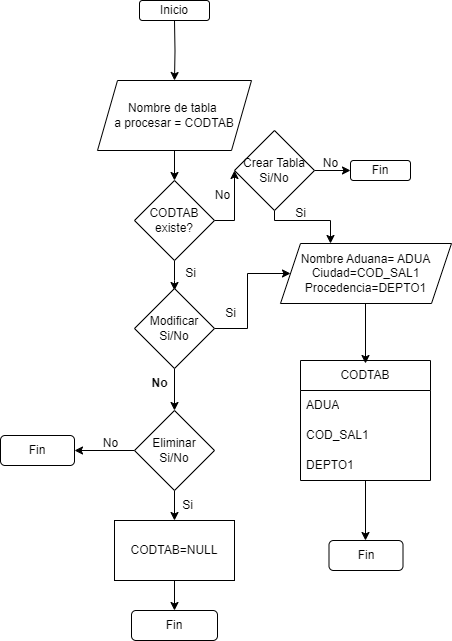 Inicio
Nombre de tabla
a procesar = CODTAB
Crear Tabla
Si/No
No
Fin
No
CODTAB
existe?
Si
Si
Nombre Aduana= ADUA
Ciudad=COD_SAL1
Procedencia=DEPTO1
Modificar
Si/No
Si
No
CODTAB
ADUA
COD_SAL1
DEPTO1
Eliminar
Si/No
No
Fin
Si
CODTAB=NULL
Fin
Fin